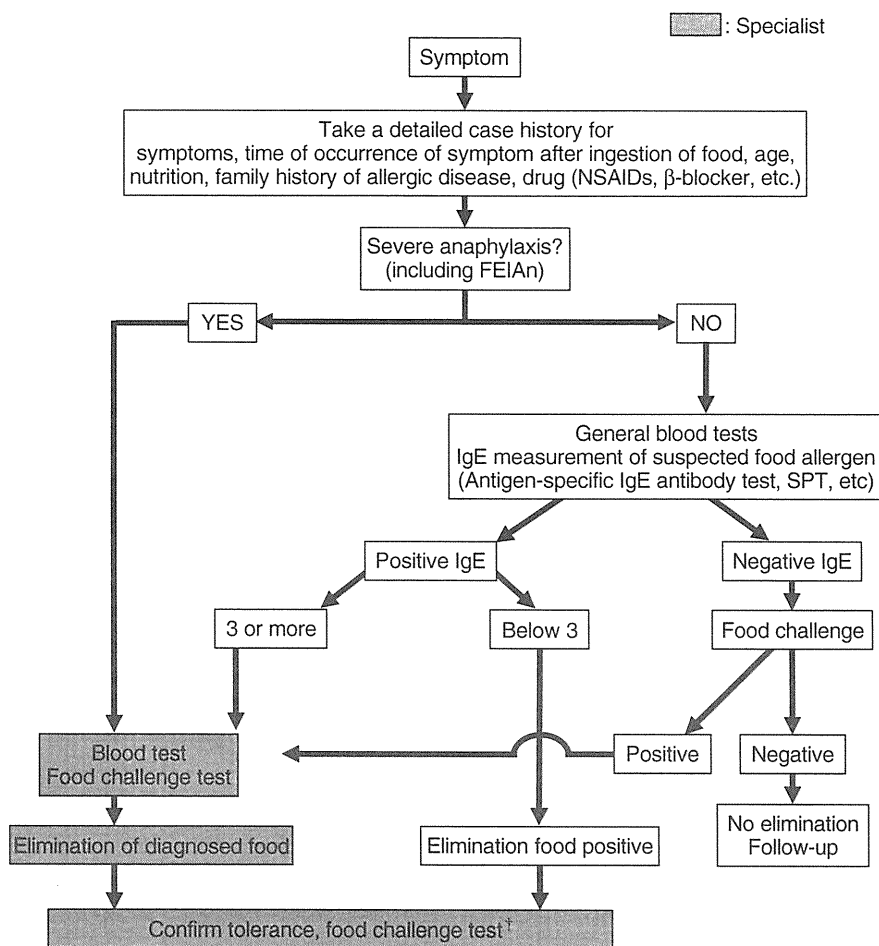 : Specialist
Symptom
Take a detailed case history for
symptoms, time of occurrence of symptom after ingestion of food, age,
nutrition, family history of allergic disease, drug (NSAIDs, β-blocker, etc.)
Severe anaphylaxis?
(including FEIAn)
YES
NO
General blood tests
IgE measurement of suspected food allergen
(Antigen-specific IgE antibody test, SPT, etc)
Positive IgE
Negative IgE
3 or more
Below 3
Food challenge
Blood test
Food challenge test
Positive
Negative
Elimination of diagnosed food
Elimination food positive
No elimination
Follow-up
Confirm tolerance, food challenge test†